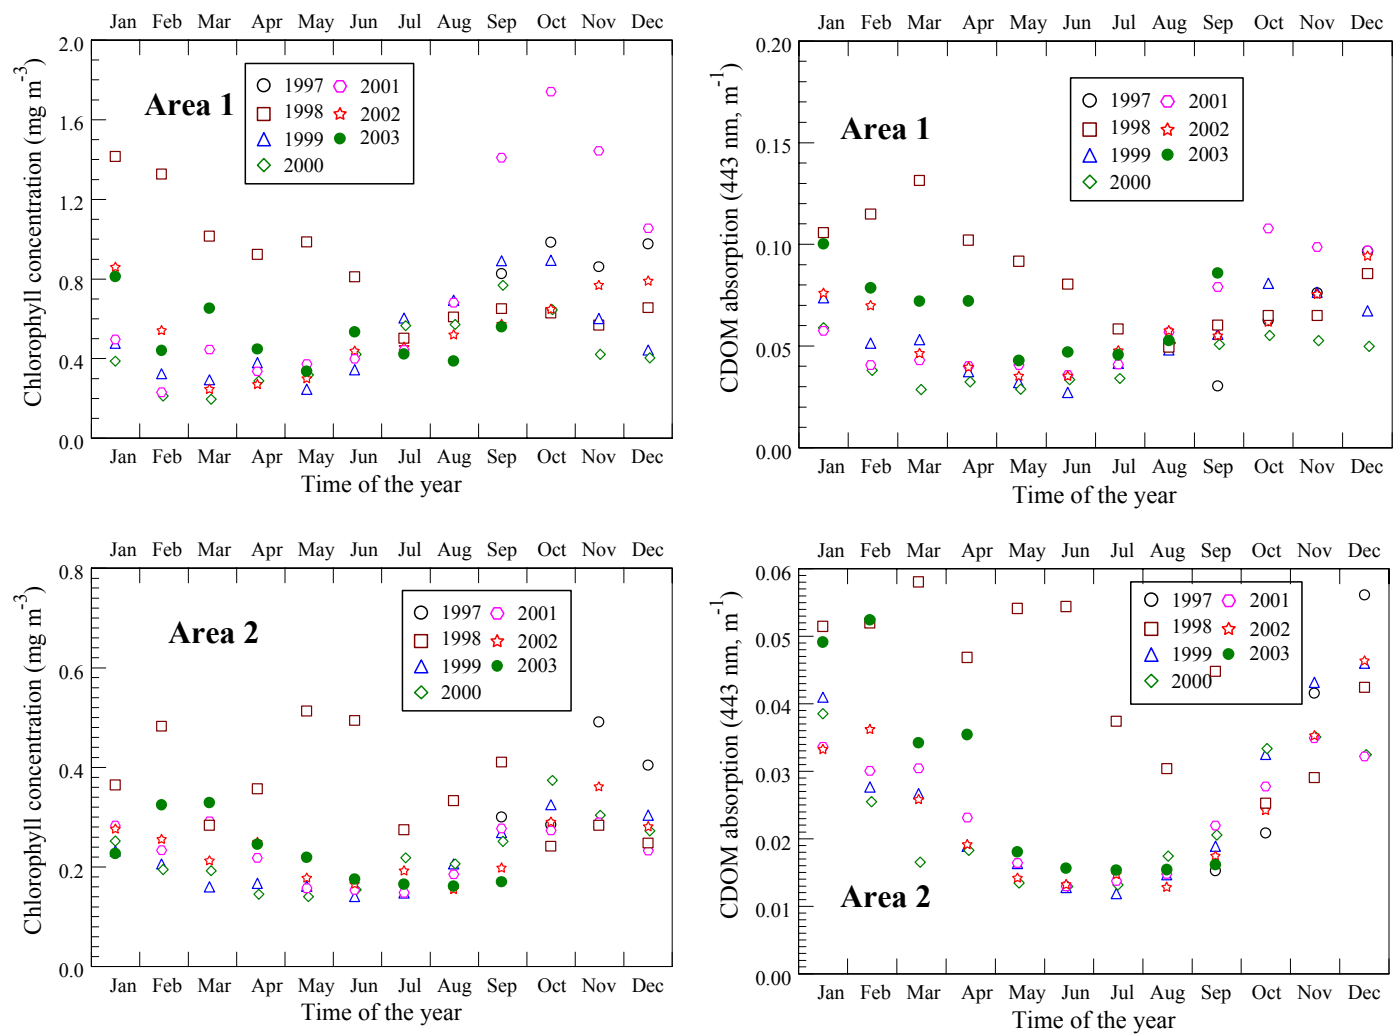 Jan Feb Mar Apr May Jun Jul Aug Sep Oct Nov Dec
2.0
1.6
1.2
0.8
0.4
0.0
Chlorophyll concentration (mg m-3)
Area 1
1997
1998
1999
2000
2001
2002
2003
Jan Feb Mar Apr May Jun Jul Aug Sep Oct Nov Dec
Time of the year
Jan Feb Mar Apr May Jun Jul Aug Sep Oct Nov Dec
0.20
0.15
0.10
0.05
0.00
CDOM absorption (443 nm, m-1)
Area 1
1997
1998
1999
2000
2001
2002
2003
Jan Feb Mar Apr May Jun Jul Aug Sep Oct Nov Dec
Time of the year
Jan Feb Mar Apr May Jun Jul Aug Sep Oct Nov Dec
0.8
0.6
0.4
0.2
0.0
Chlorophyll concentration (mg m-3)
Area 2
1997
1998
1999
2000
2001
2002
2003
Jan Feb Mar Apr May Jun Jul Aug Sep Oct Nov Dec
Time of the year
Jan Feb Mar Apr May Jun Jul Aug Sep Oct Nov Dec
0.06
0.05
0.04
0.03
0.02
0.01
0.00
CDOM absorption (443 nm, m-1)
1997
1998
1999
2000
2001
2002
2003
Area 2
Jan Feb Mar Apr May Jun Jul Aug Sep Oct Nov Dec
Time of the year